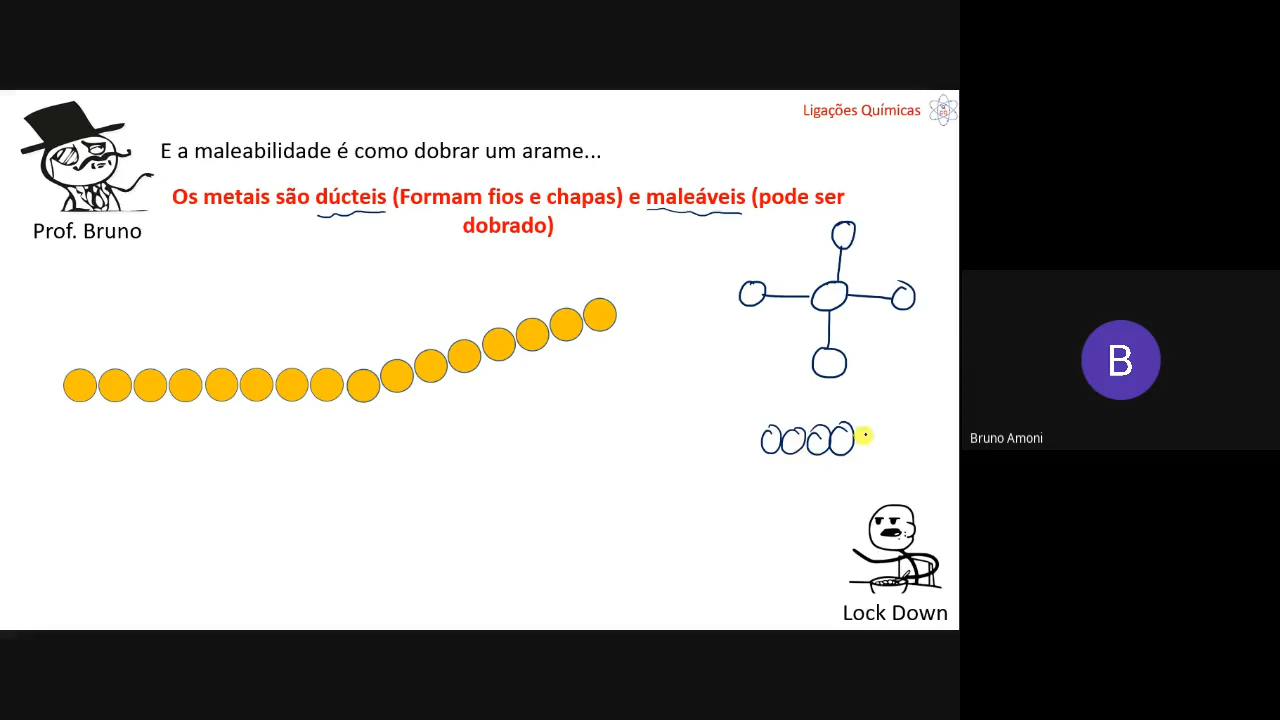 Ligações Químicas
E a maleabilidade é como dobrar um arame...
Os metais são dúcteis (Formam fios e chapas) e maleáveis (pode ser
dobrado)
Prof. Bruno
B
Bruno Amoni
Lock Down